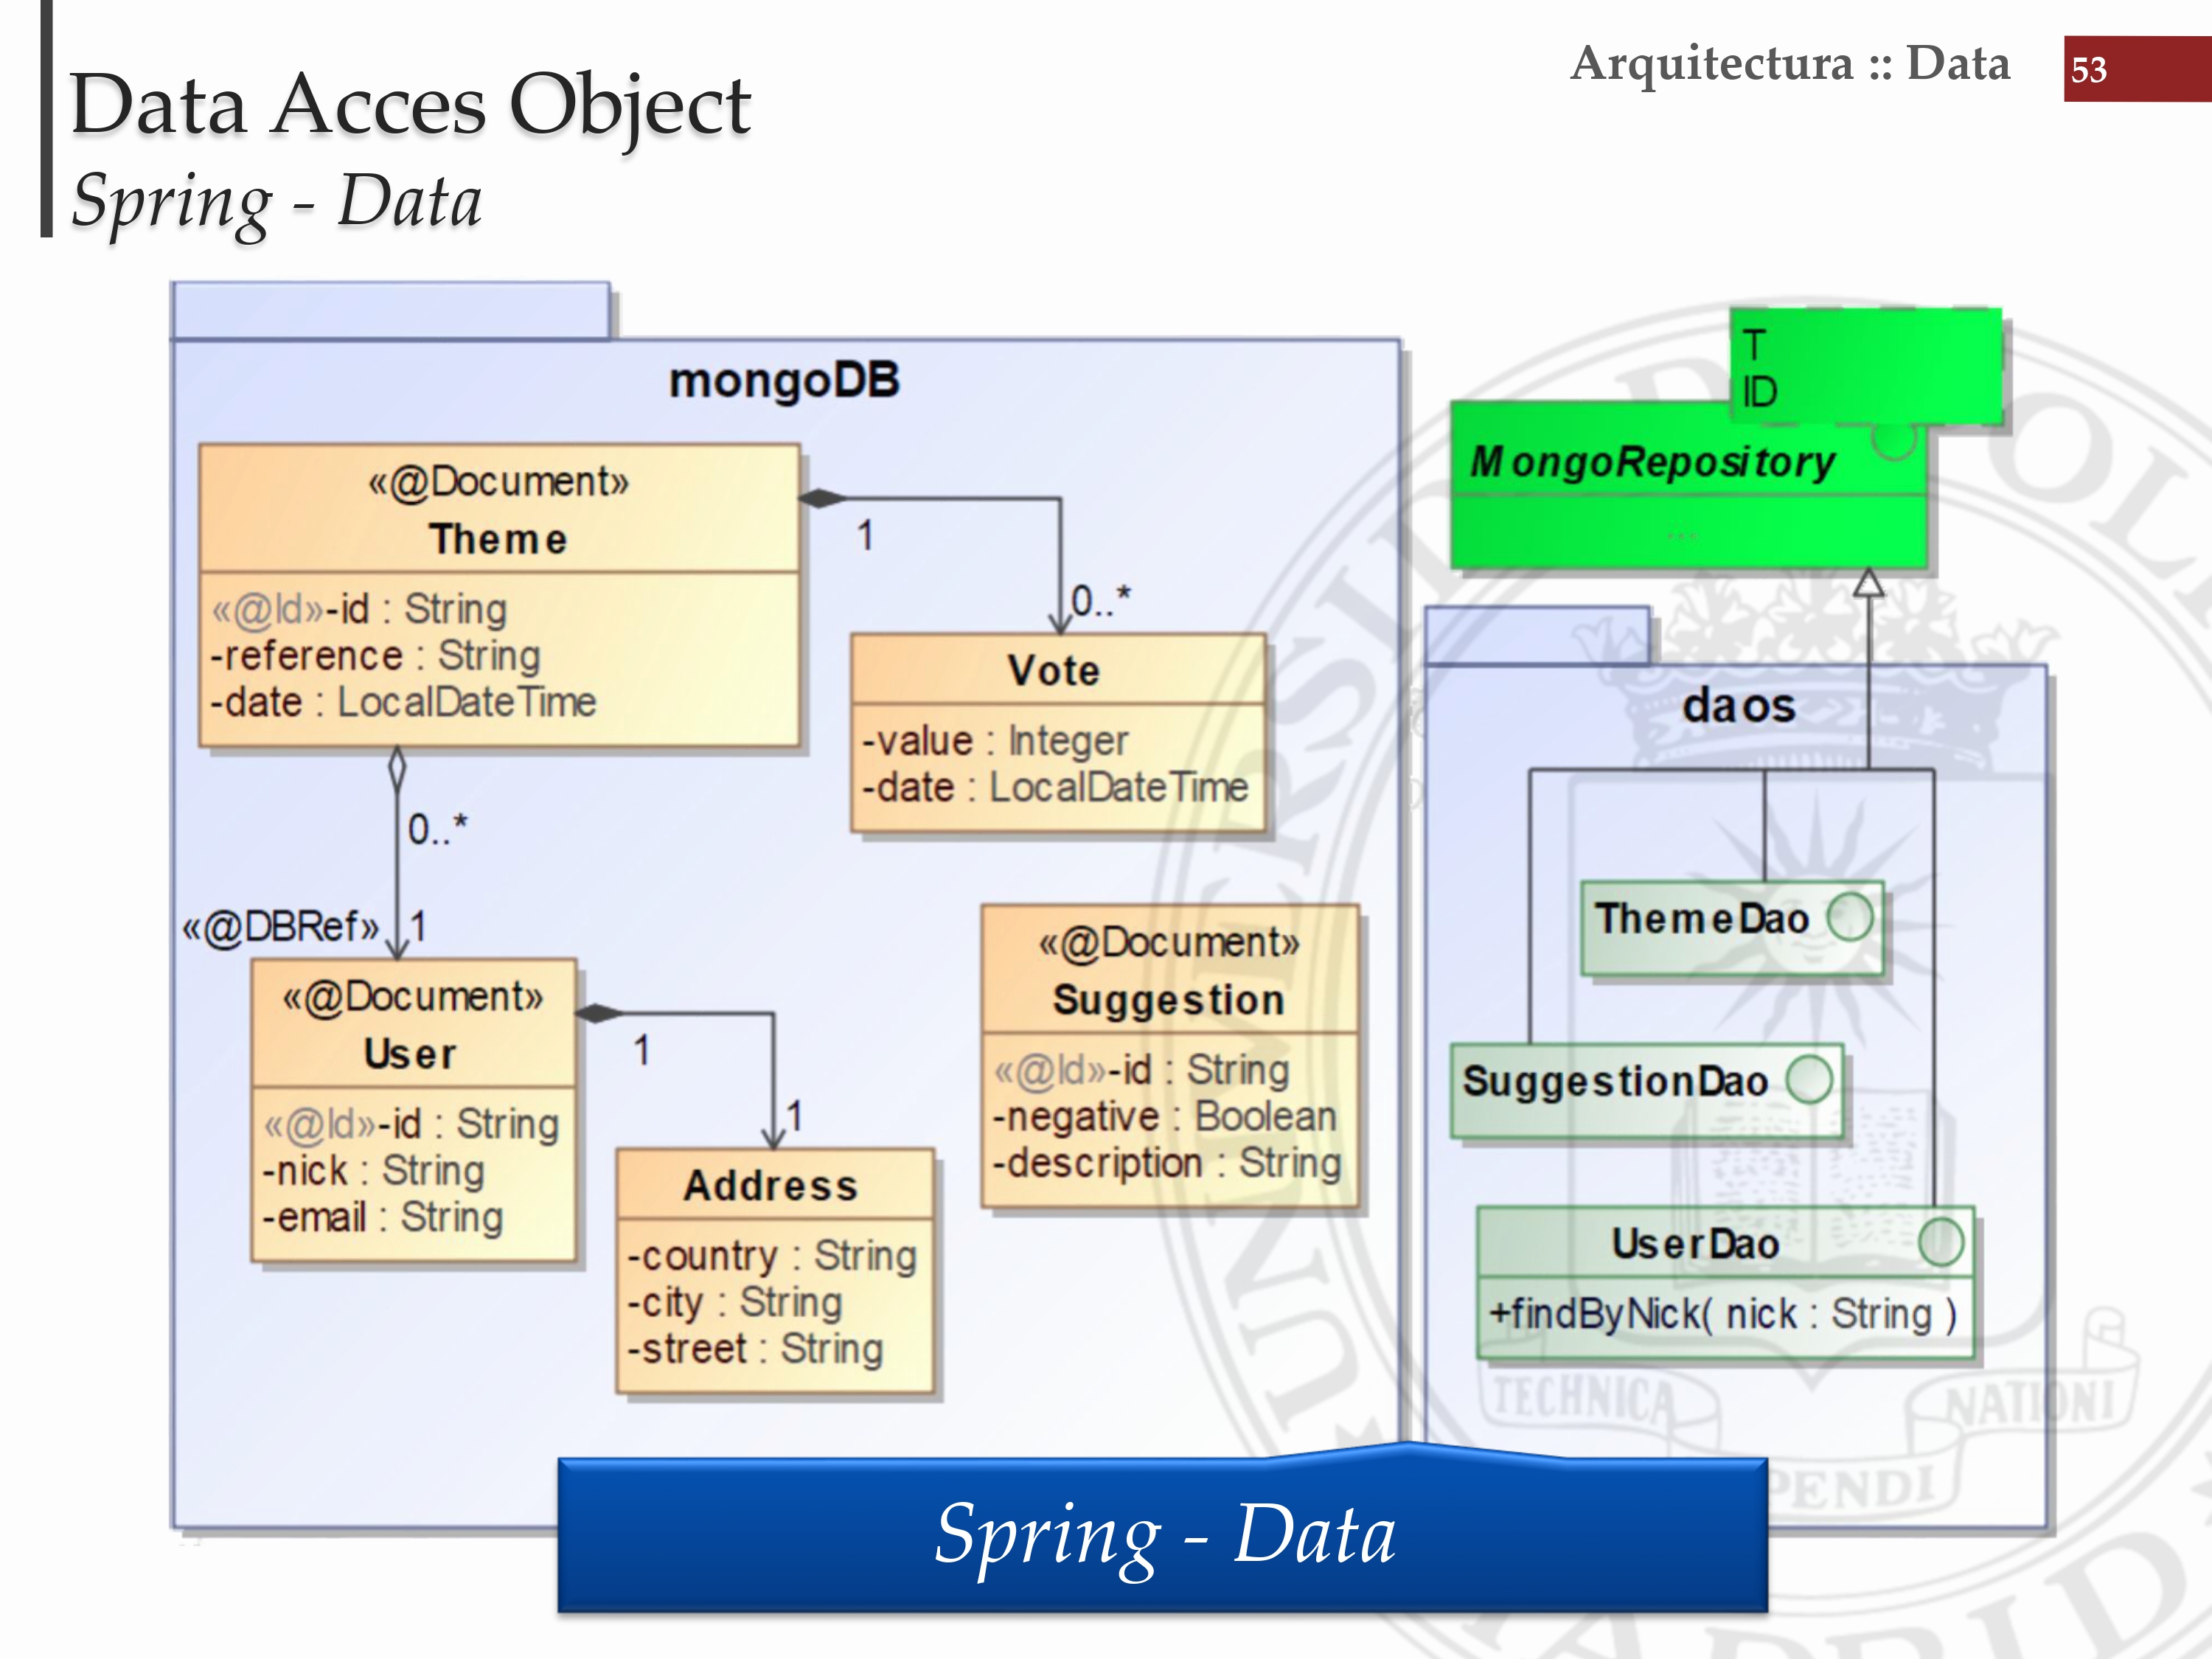 Arquitectura :: Data
53
Data Acces Object
Spring - Data
mongoDB
«@Document»
Theme
«@Id»-id : String
-reference : String
-date : LocalDateTime
1
0..*
Vote
-value : Integer
-date : LocalDateTime
0..*
«@DBRef»
1
«@Document»
User
«@Id»-id : String
-nick : String
-email : String
1
1
Address
-country : String
-city : String
-street : String
«@Document»
Suggestion
«@Id»-id : String
-negative : Boolean
-description : String
T
ID
MongoRepository
...
daos
ThemeDao
SuggestionDao
UserDao
+findByNick( nick : String )
TECHNICA
NATIONI
PENDI
Spring - Data